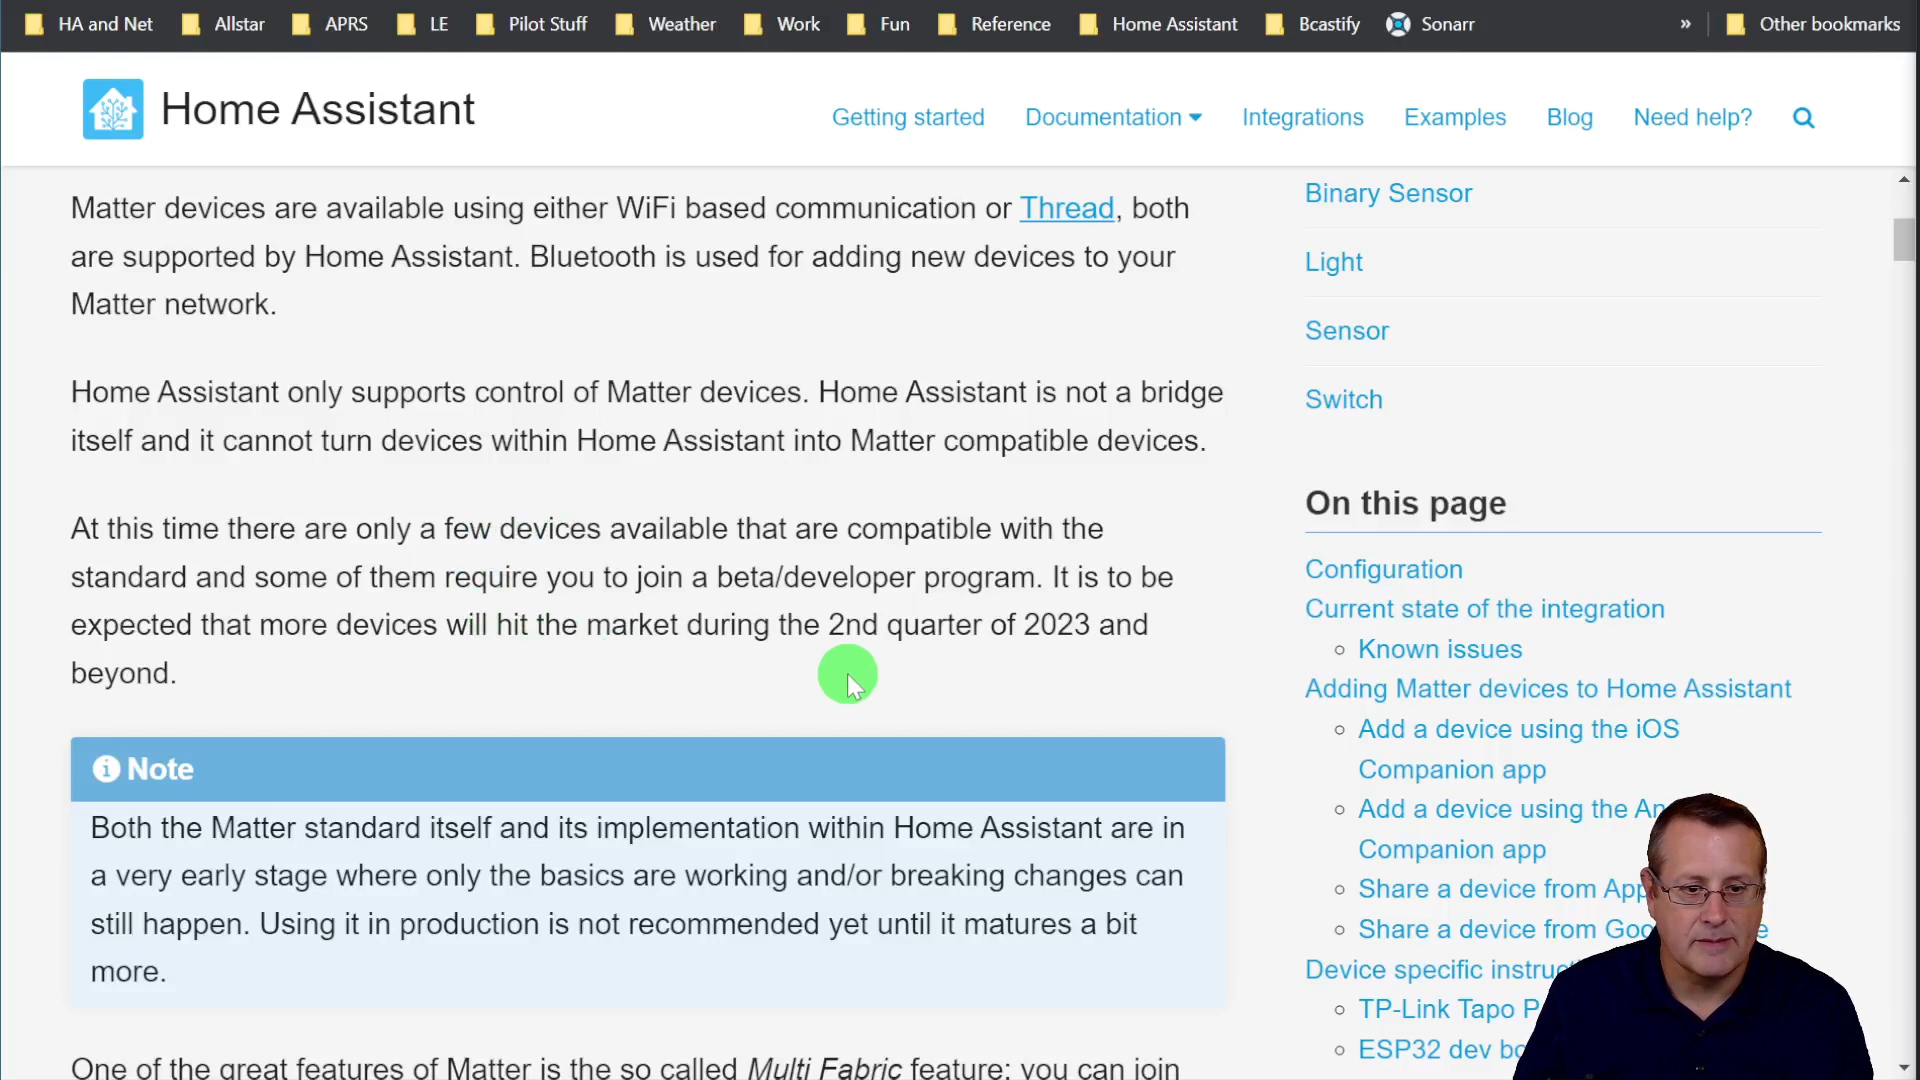 HA and Net Allstar APRS LE Pilot Stuff Weather Work Fun Reference Home Assistant Bcastify Sonarr » Other bookmarks
Home Assistant
Getting started Documentation Integrations Examples Blog Need help?
Matter devices are available using either WiFi based communication or Thread, both
are supported by Home Assistant. Bluetooth is used for adding new devices to your
Matter network.
Home Assistant only supports control of Matter devices. Home Assistant is not a bridge
itself and it cannot turn devices within Home Assistant into Matter compatible devices.
At this time there are only a few devices available that are compatible with the
standard and some of them require you to join a beta/developer program. It is to be
expected that more devices will hit the market during the 2nd quarter of 2023 and
beyond.
Note
Both the Matter standard itself and its implementation within Home Assistant are in
a very early stage where only the basics are working and/or breaking changes can
still happen. Using it in production is not recommended yet until it matures a bit
more.
One of the great features of Matter is the so called Multi Fabric feature: you can join
Binary Sensor
Light
Sensor
Switch
On this page
Configuration
Current state of the integration
Known issues
Adding Matter devices to Home Assistant
Add a device using the iOS
Companion app
Add a device using the
Companion app
Share a device from
Share a device from
Device specific
TP-Link Tapo
ESP32 dev